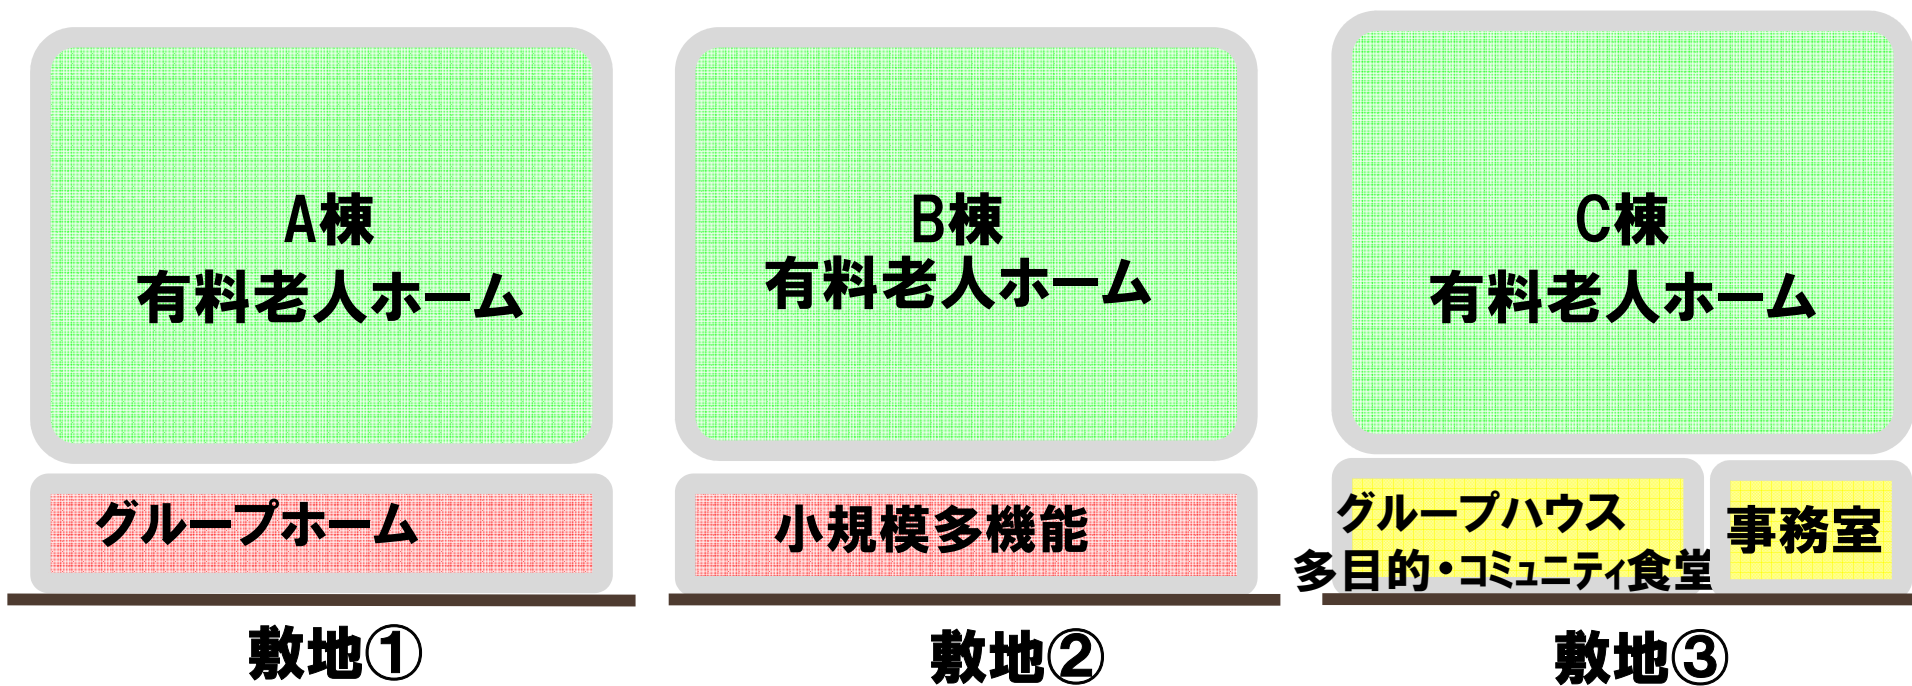 A棟
有料老人ホーム
グループホーム
敷地①
B棟
有料老人ホーム
小規模多機能
敷地②
C棟
有料老人ホーム
グループハウス
多目的・コミュニティ食堂
事務室
敷地③